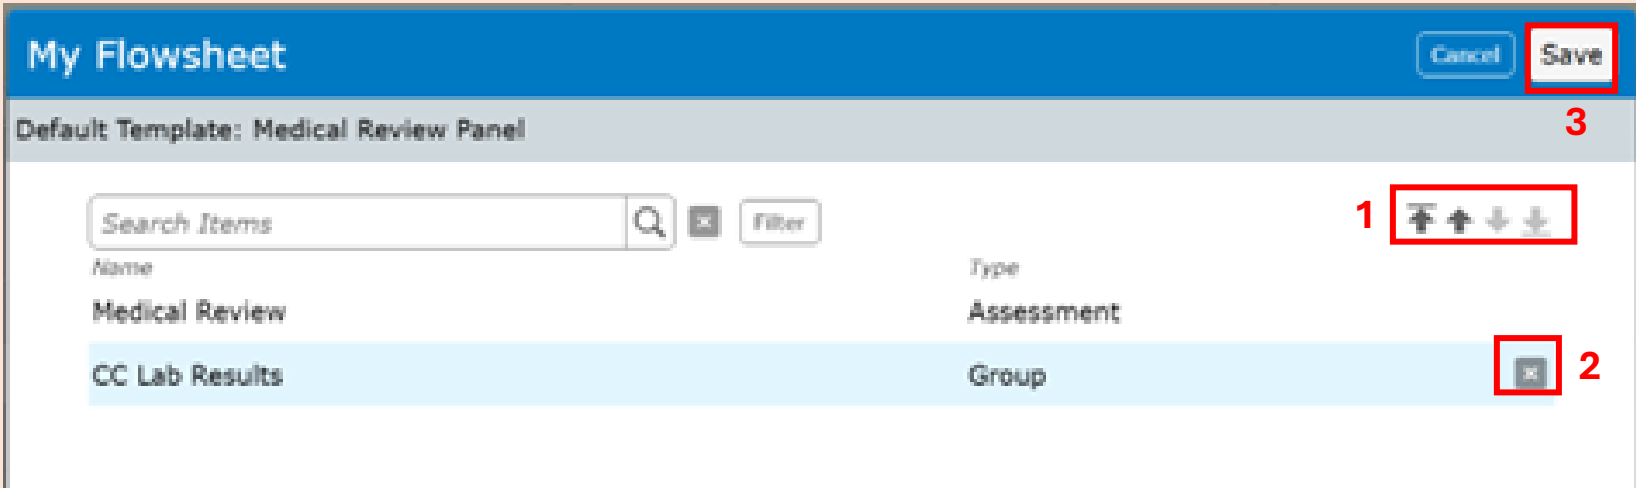 My Flowsheet Cancel Save
3
Default Template: Medical Review Panel
Search Items Filter 1
Name Type
Medical Review Assessment
CC Lab Results Group 2